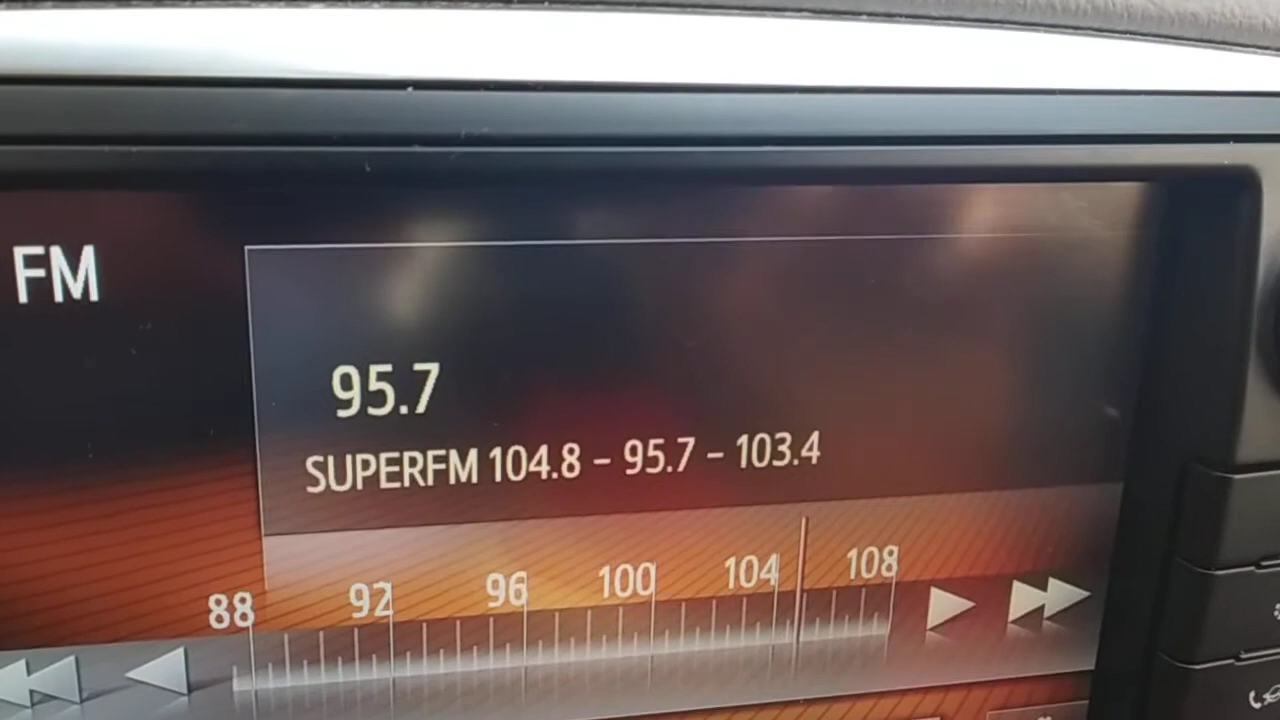 FM
95.7
SUPERFM 104.8 – 95.7 – 103.4
88 92 96 100 104 108